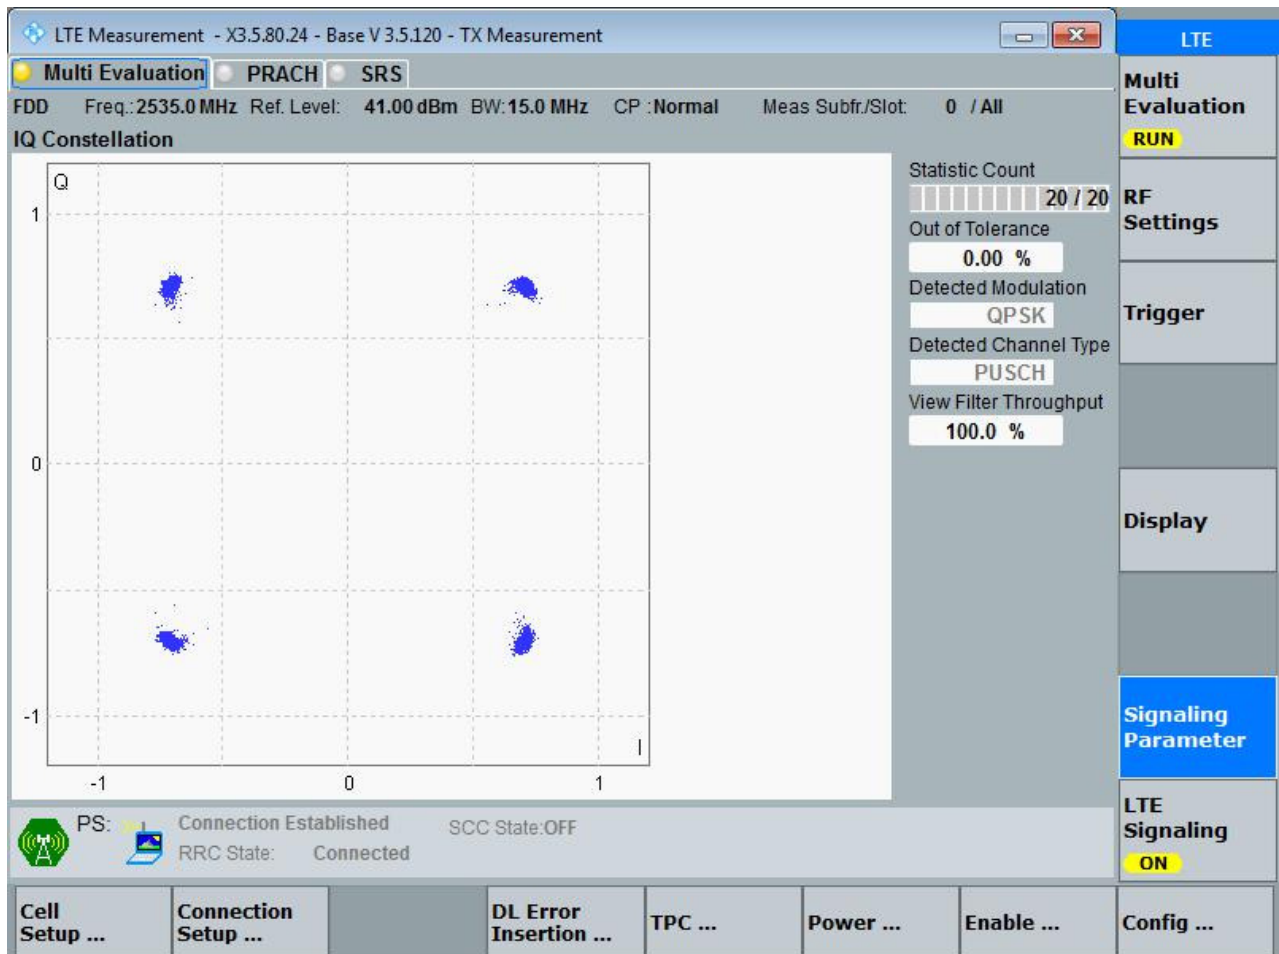 LTE Measurement - X3.5.80.24 - Base V 3.5.120 - TX Measurement
LTE
Multi Evaluation PRACH SRS
FDD Freq.: 2535.0 MHz Ref. Level: 41.00 dBm BW: 15.0 MHz CP : Normal Meas Subfr./Slot: 0 / All
IQ Constellation
Q
1
0
-1
I
-1 0 1
Statistic Count
20 / 20
Out of Tolerance
0.00 %
Detected Modulation
QPSK
Detected Channel Type
PUSCH
View Filter Throughput
100.0 %
Multi
Evaluation
RUN
RF
Settings
Trigger
Display
Signaling
Parameter
LTE
Signaling
ON
PS: Connection Established SCC State:OFF
RRC State: Connected
Cell
Setup ...
Connection
Setup ...
DL Error
Insertion ...
TPC ...
Power ...
Enable ...
Config ...